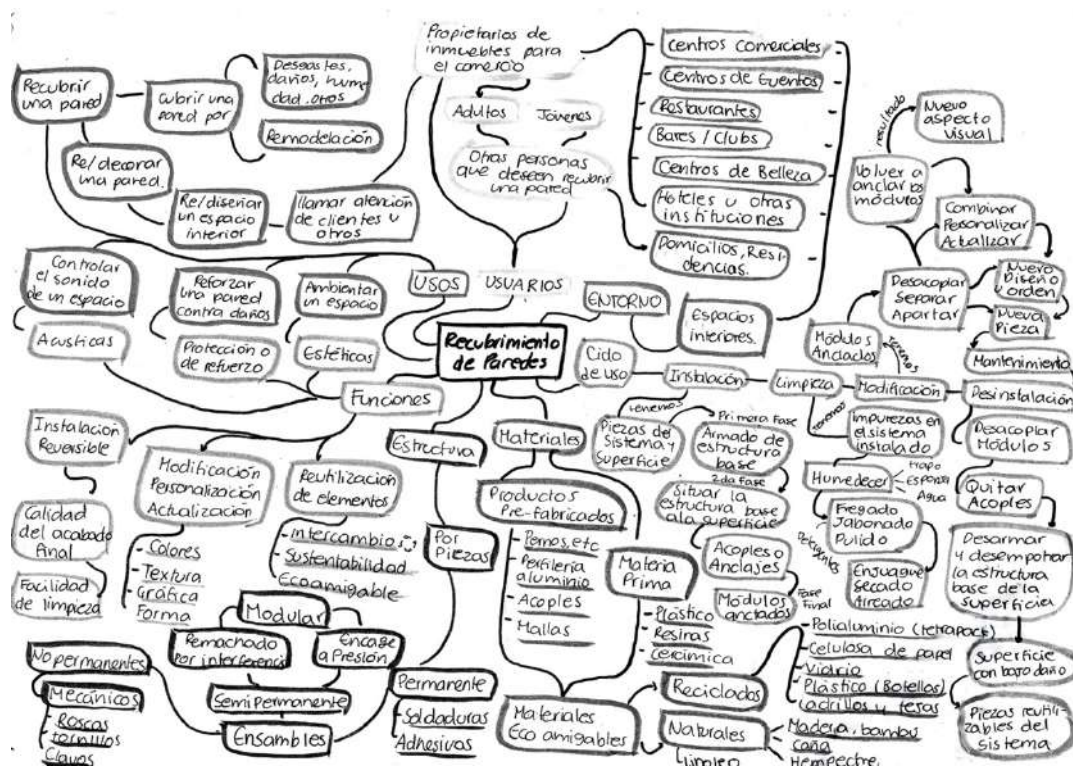 Propietarios de
inmuebles para
el comercio
Centros comerciales
Centros de Eventos
Restaurantes
Bares / Clubs
Centros de Belleza
Hoteles u otras
instituciones
Domicilios, Resi-
dencias.
Recubrir
una pared
Cubrir una
pared por
Desgastes,
daños, hume
dad.otros.
Remodelación
Re/decorar
una pared.
Re/diseñar
un espacio
interior
llamar atención
de clientes u
otros
Adultos
Jóvenes
Otras personas
que deseen recubrir
una pared
resultado
Nuevo
aspecto
visual
Volver a
anclar los
módulos
Combinar
Personalizar
Actalizar
Desacoplar
Separar
Apartar
Nuevo
Diseño
y orden
Nueva
Pieza
Controlar
el sonido
de un espacio
Reforzar
una pared
contra daños
Ambientar
un espacio
USOS
USUARIOS
ENTORNO
Espacios
interiores.
Módulos
Anclados
Tenemos
Acusticas
Protección o
de refuerzo
Estéticas
Funciones
Recubrimiento
de Paredes
Ciclo
de uso
Instalación
Limpieza
Modificación
Mantenimiento
Desinstalación
Instalación
Reversible
Modificación
Personalización
Actualización
Reutilización
de elementos
Estructura
Materiales
tenemos
Piezas del
Sistema y
Superficie
Primera Fase
Armado de
estructura
base
2da Fase
Situar la
estructura base
a la superficie
Acoples o
Anclajes
Fase
Final
Módulos
anclados
tenemos
Impurezas en
el sistema
instalado
Humedecer
Trapo
Esponja
Agua
Fregado
Jabonado
Pulido
Enjuague
secado
Aireado
Desacoplar
Módulos
Quitar
Acoples
Desarmar
y desempotrar
la estructura
base de la
superficie
Superficie
con bajo daño
Piezas reutili-
zables del
sistema
Calidad
del acabado
final
Facilidad
de limpieza
- Colores
- Textura
- Gráfica
- Forma
- Intercambio
- Sustentabilidad
- Ecoamigable
Por
Piezas
Productos
Pre-fabricados
- Pernos, etc
- Perfilería
aluminio
- Acoples
- Mallas
Materia
Prima
- Plástico
- Resinas
- Cerámica
Modular
Remachado
por interferenci
Encage
a Presión
Semi permanente
Ensambles
No permanentes
Mecánicos
- Roscas
- tornillos
- Clavos
Permanente
- Soldaduras
- Adhesivos
Materiales
Eco amigables
Reciclados
- Polialuminio (tetrapack)
- Celulosa de papel
- Vidrio
- Plástico (Botellas)
- Ladrillos y tejas
Naturales
Madera, bambú
caña
Hempcrete